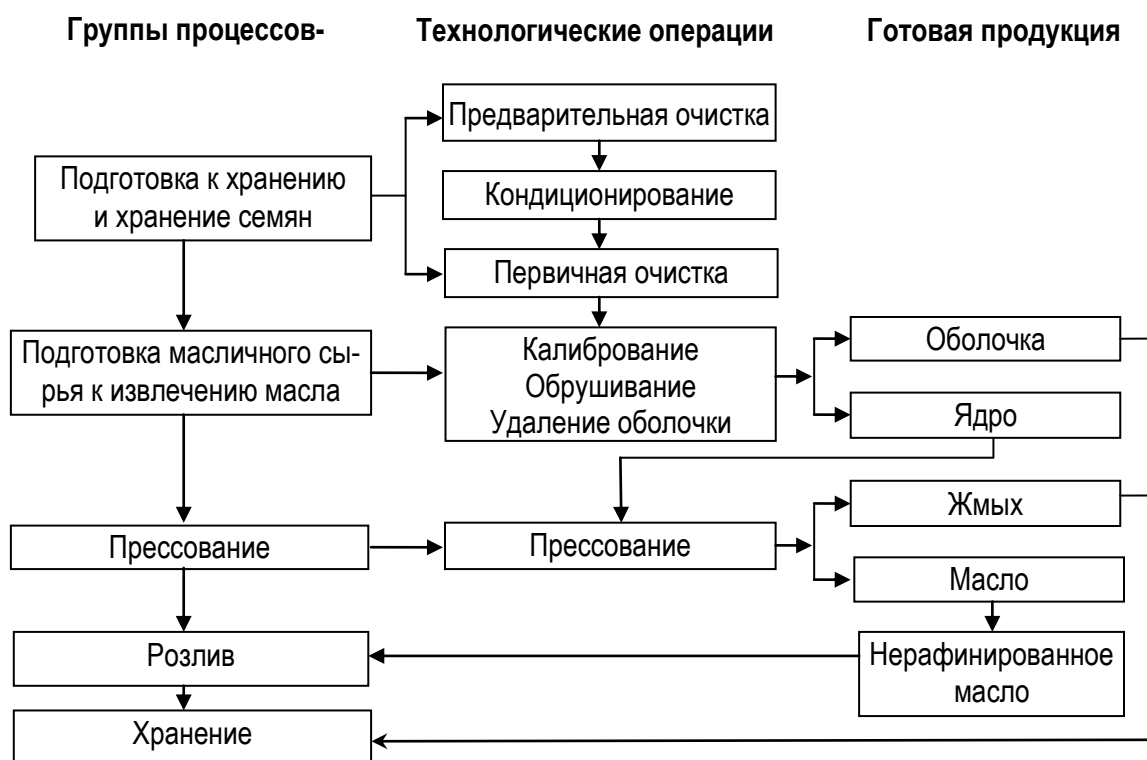 Группы процессов-
Технологические операции
Готовая продукция
Предварительная очистка
Подготовка к хранению
и хранение семян
Кондиционирование
Первичная очистка
Подготовка масличного сы-
рья к извлечению масла
Калибрование
Обрушивание
Удаление оболочки
Оболочка
Ядро
Жмых
Прессование
Прессование
Масло
Розлив
Нерафинированное
масло
Хранение